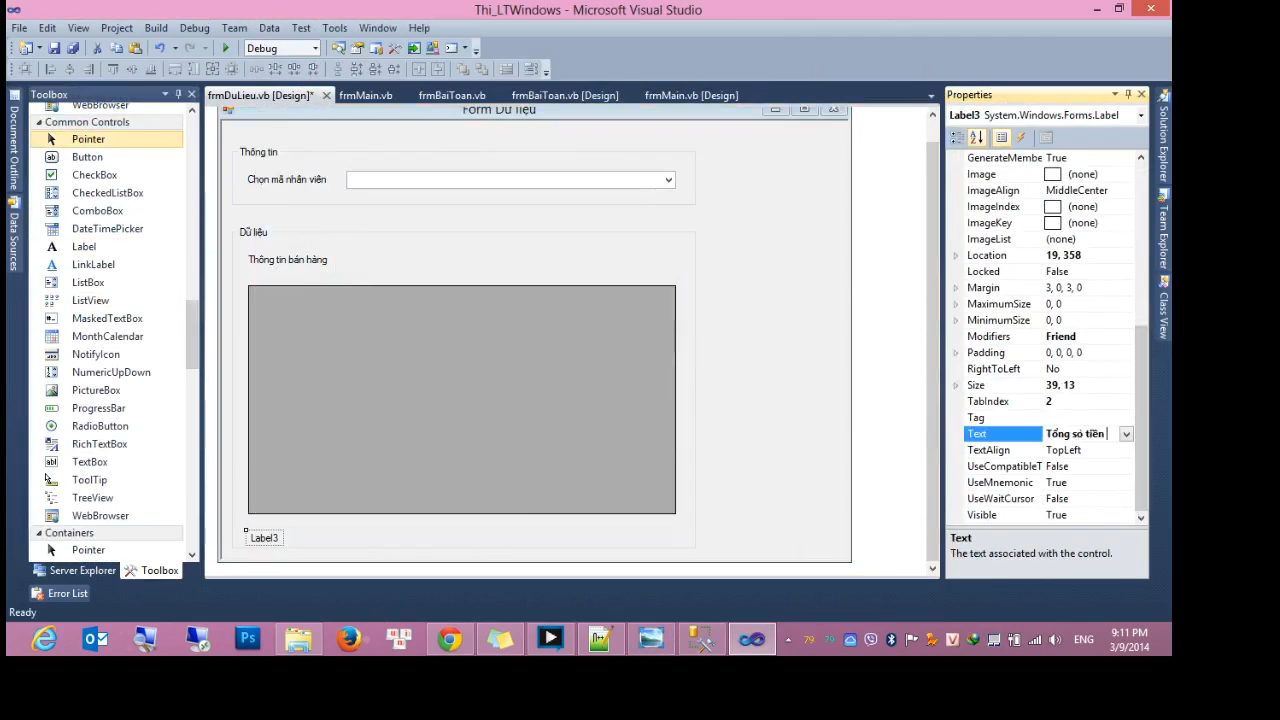 Thi_LTWindows - Microsoft Visual Studio
File Edit View Project Build Debug Team Data Test Tools Window Help
Debug
Toolbox
frmDuLieu.vb [Design]* frmMain.vb frmBaiToan.vb frmBaiToan.vb [Design] frmMain.vb [Design]
Document Outline
Data Sources
WebBrowser
Common Controls
Pointer
Button
CheckBox
CheckedListBox
ComboBox
DateTimePicker
Label
LinkLabel
ListBox
ListView
MaskedTextBox
MonthCalendar
NotifyIcon
NumericUpDown
PictureBox
ProgressBar
RadioButton
RichTextBox
TextBox
ToolTip
TreeView
WebBrowser
Containers
Pointer
Server Explorer Toolbox
Form Dữ liệu
Thông tin
Chọn mã nhân viên
Dữ liệu
Thông tin bán hàng
Label3
Properties
Label3 System.Windows.Forms.Label
GenerateMembe True
Image (none)
ImageAlign MiddleCenter
ImageIndex (none)
ImageKey (none)
ImageList (none)
Location 19, 358
Locked False
Margin 3, 0, 3, 0
MaximumSize 0, 0
MinimumSize 0, 0
Modifiers Friend
Padding 0, 0, 0, 0
RightToLeft No
Size 39, 13
TabIndex 2
Tag
Text Tổng số tiền
TextAlign TopLeft
UseCompatibleT False
UseMnemonic True
UseWaitCursor False
Visible True
Text
The text associated with the control.
Solution Explorer
Team Explorer
Class View
Error List
Ready
Ps
79 79 V ENG
9:11 PM
3/9/2014